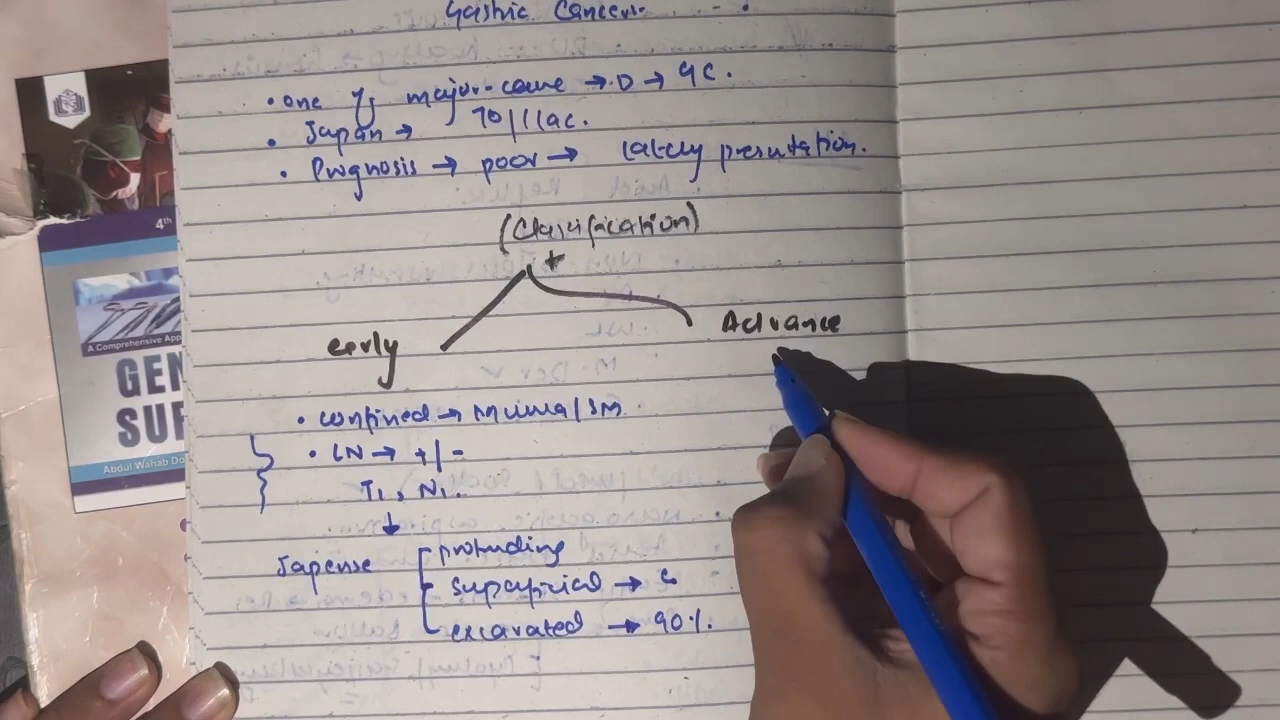 Gastric Cancer.
• one of major-cause → D → GC.
• Japan → 70/1lac.
• Prognosis → poor → lately presentation.
(Classification)
early
Advance
• confined → Mucosa/SM.
• LN → +/-
T1, N1.
Japense
protruding
superficial →
excavated → 90%.
4th
A Comprehensive App
GEN
SUR
Abdul Wahab Do